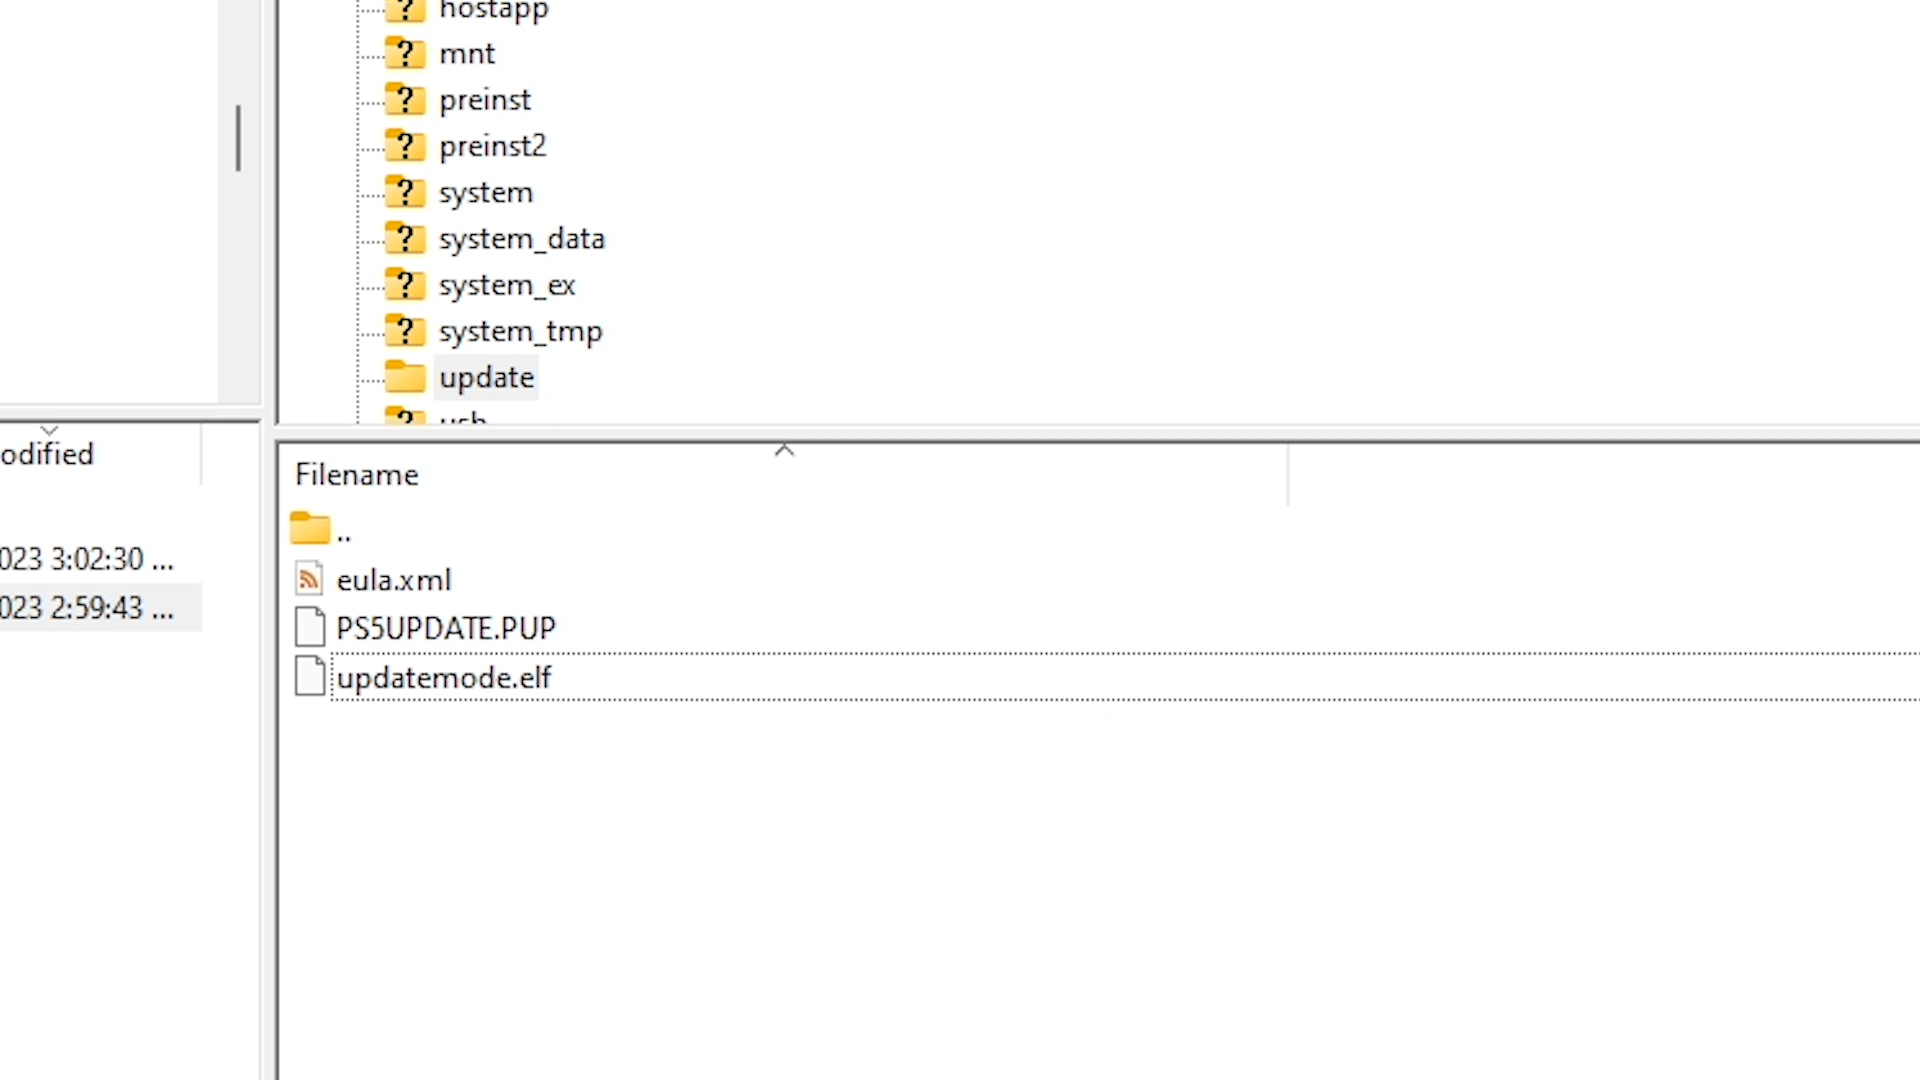 hostapp
mnt
preinst
preinst2
system
system_data
system_ex
system_tmp
update
odified
023 3:02:30 ...
023 2:59:43 ...
Filename
..
eula.xml
PS5UPDATE.PUP
updatemode.elf